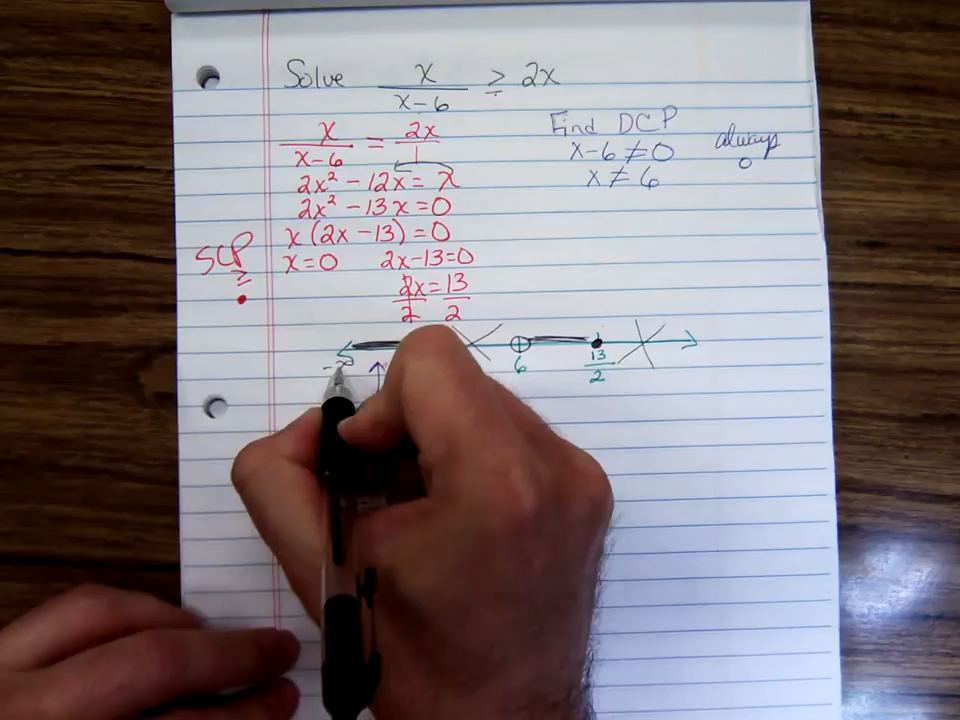 Solve x/(x-6) ≥ 2x
Find DCP
x-6 ≠ 0
x ≠ 6
always
o
x/(x-6) = 2x/1
2x² - 12x = x
2x² - 13x = 0
x(2x - 13) = 0
SCP
≥
x = 0 2x - 13 = 0
2x/2 = 13/2
-∞ 6 13/2